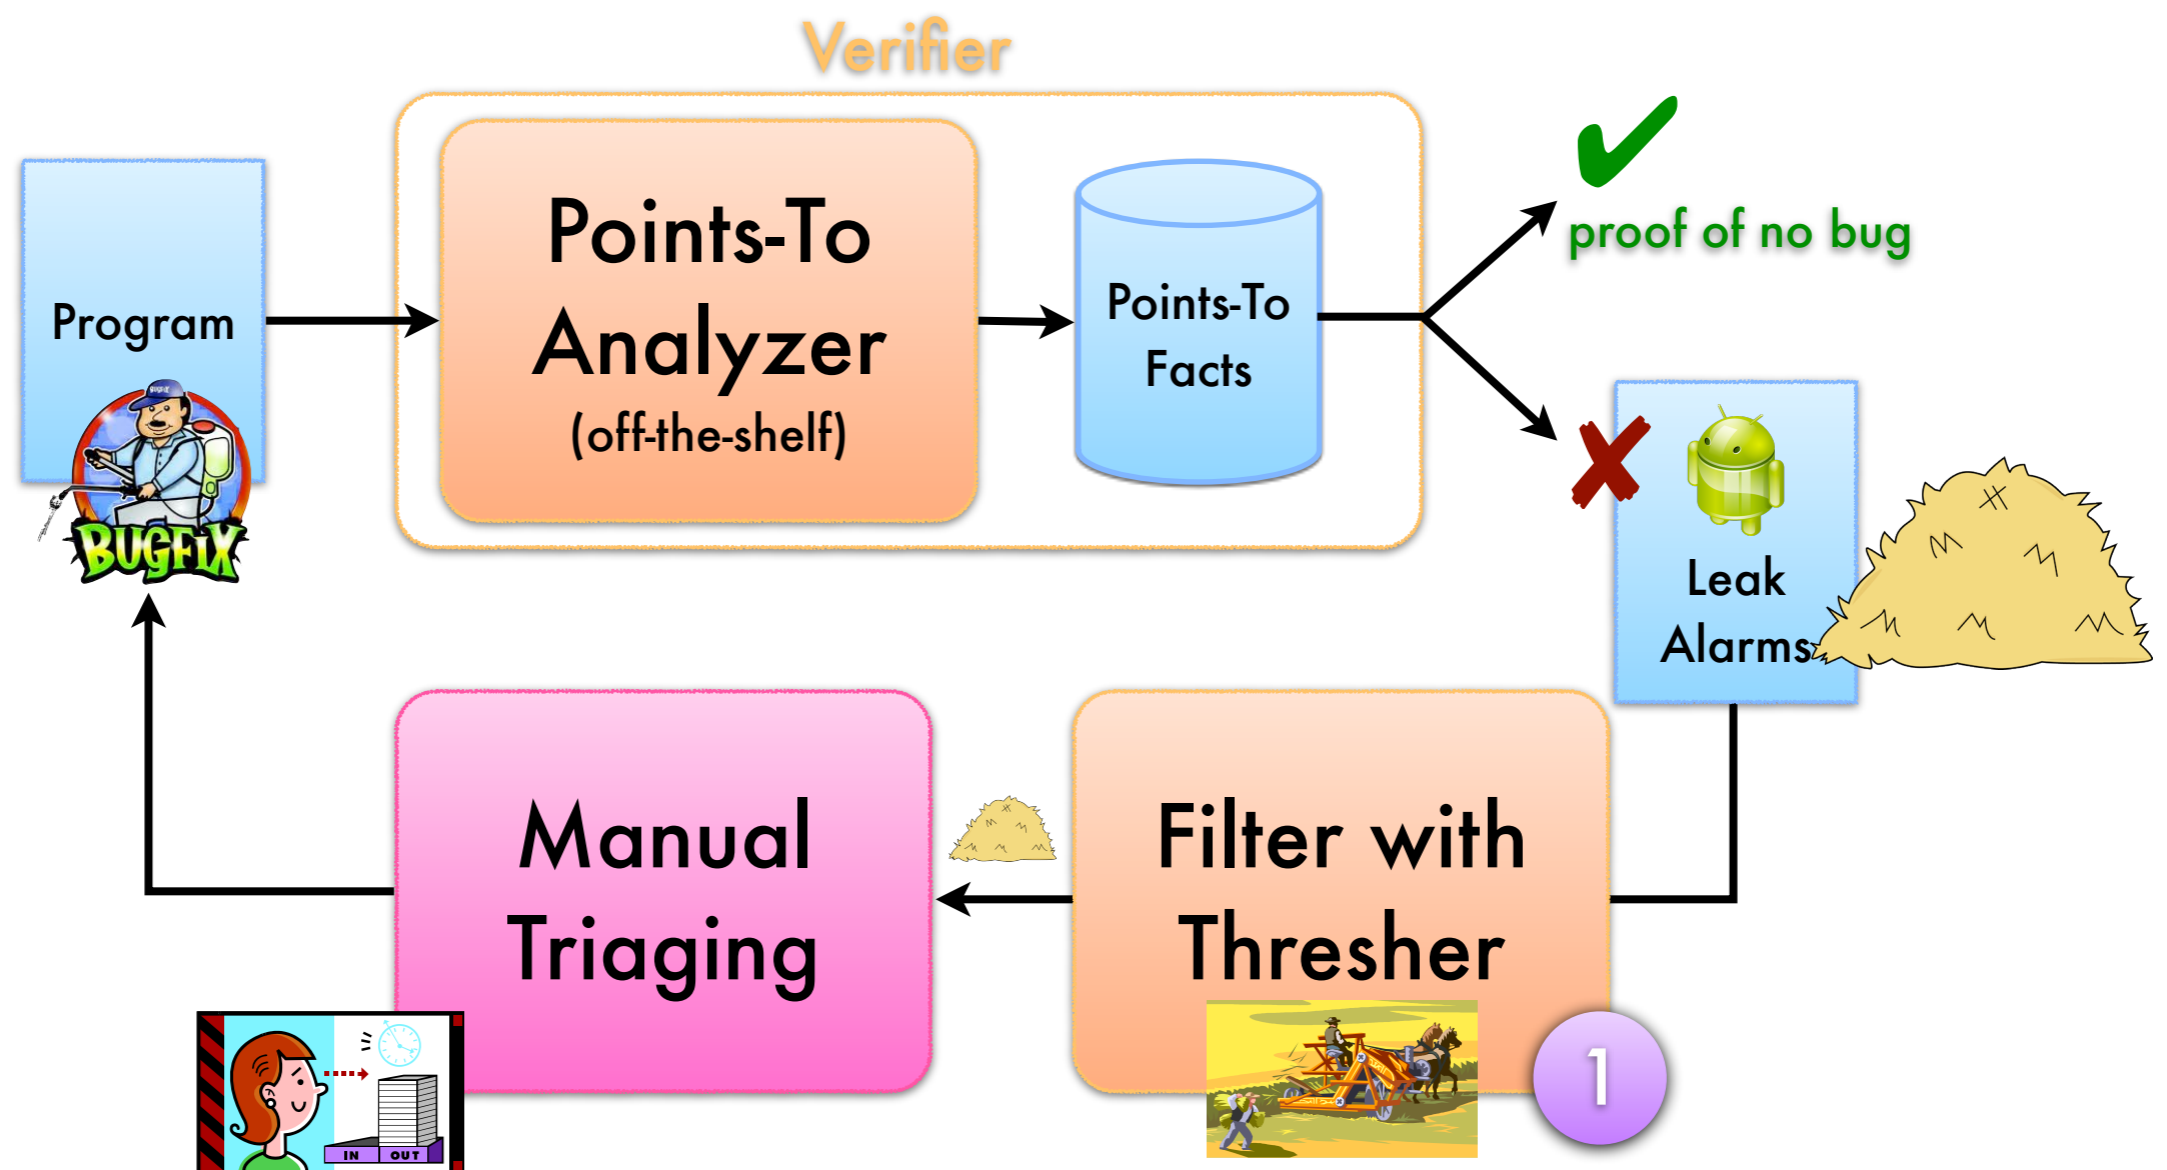 Verifier
Program
Points-To
Analyzer
(off-the-shelf)
Points-To
Facts
proof of no bug
BUGFIX
Leak
Alarms
Manual
Triaging
Filter with
Thresher
1
IN OUT